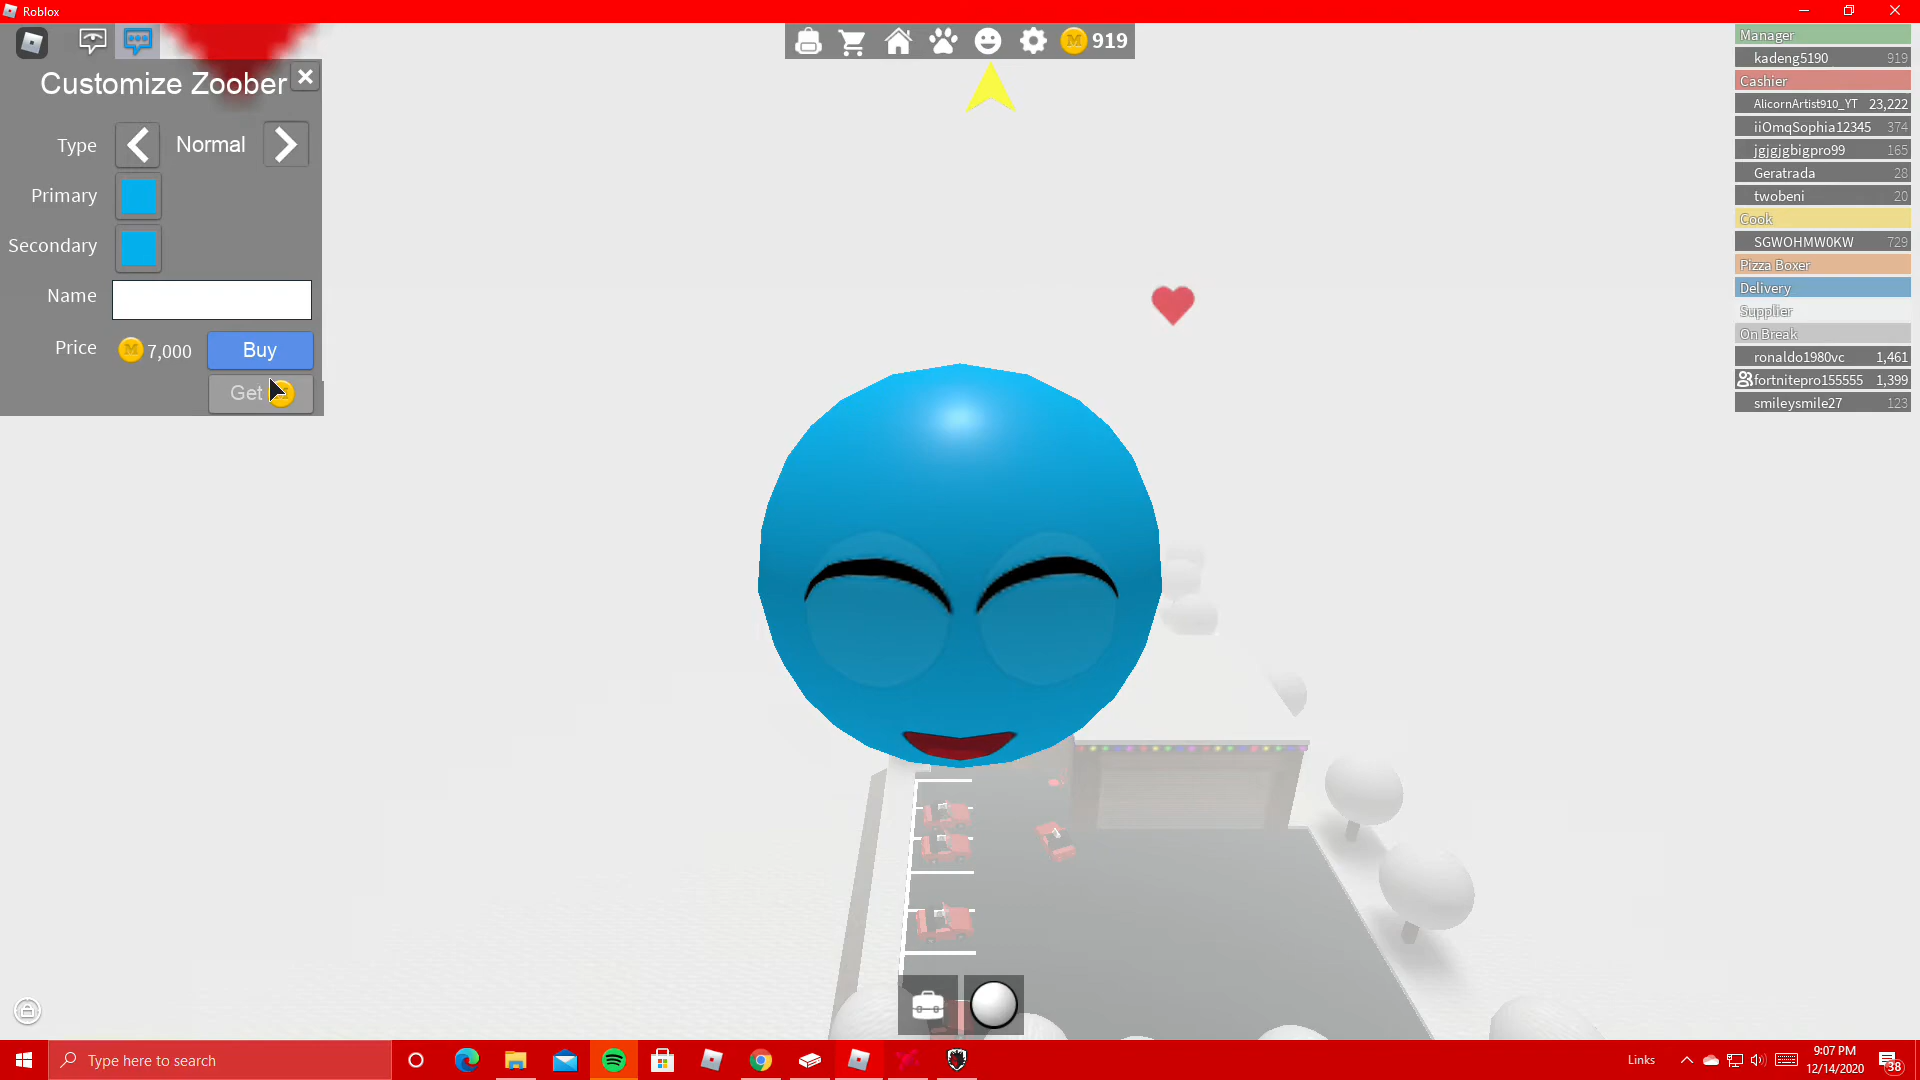 Roblox
919
Customize Zoober
Type
Normal
Primary
Secondary
Name
Price
7,000
Buy
Get
Manager
kadeng5190 919
Cashier
AlicornArtist910_YT 23,222
iiOmqSophia12345 374
jgjgjgbigpro99 165
Geratrada 28
twobeni 20
Cook
SGWOHMW0KW 729
Pizza Boxer
Delivery
Supplier
On Break
ronaldo1980vc 1,461
fortnitepro155555 1,399
smileysmile27 123
Type here to search
Links
9:07 PM
12/14/2020
38